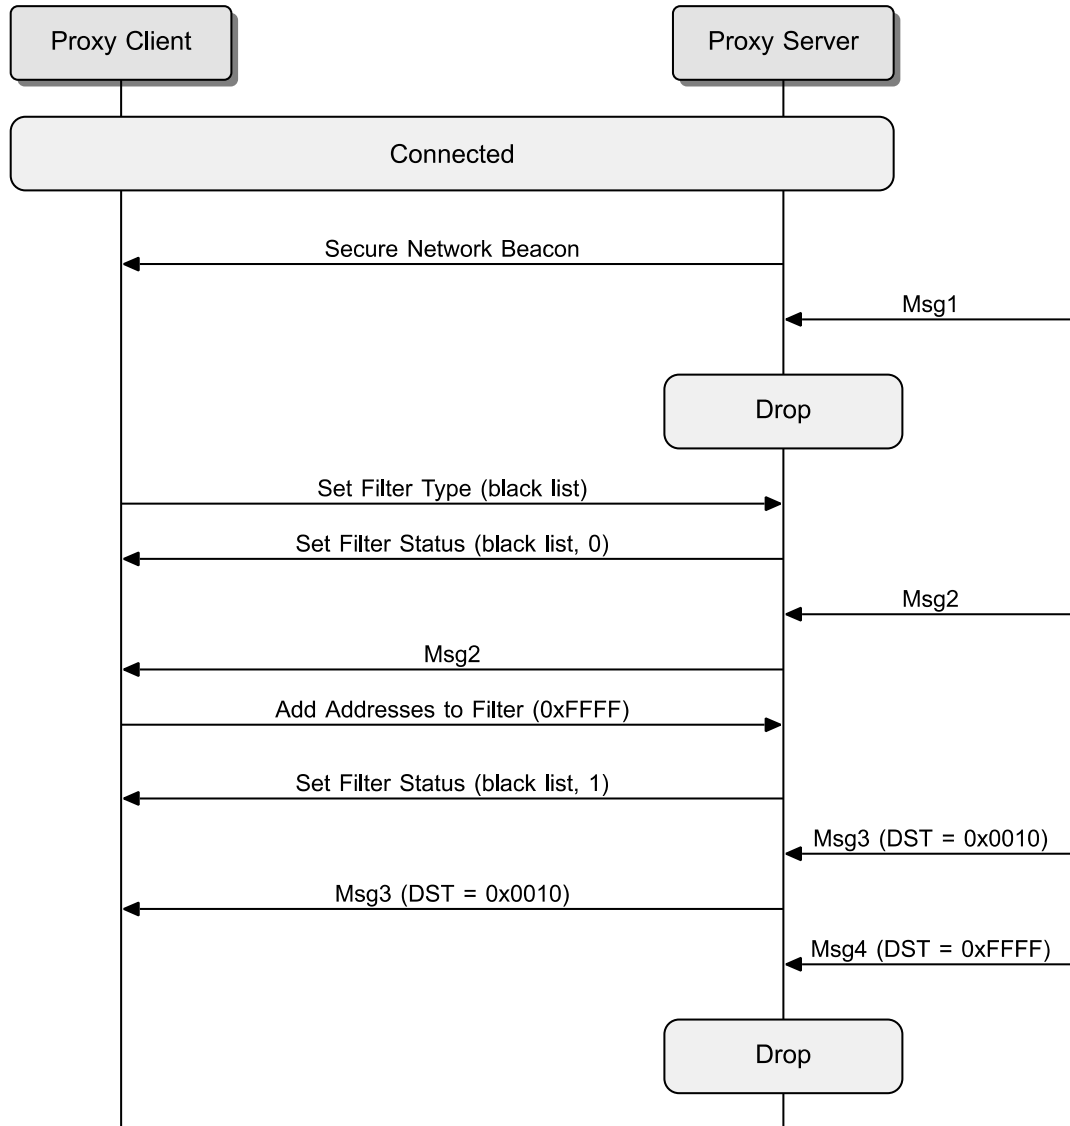 Proxy Client
Proxy Server
Connected
Secure Network Beacon
Msg1
Drop
Set Filter Type (black list)
Set Filter Status (black list, 0)
Msg2
Msg2
Add Addresses to Filter (0xFFFF)
Set Filter Status (black list, 1)
Msg3 (DST = 0x0010)
Msg3 (DST = 0x0010)
Msg4 (DST = 0xFFFF)
Drop